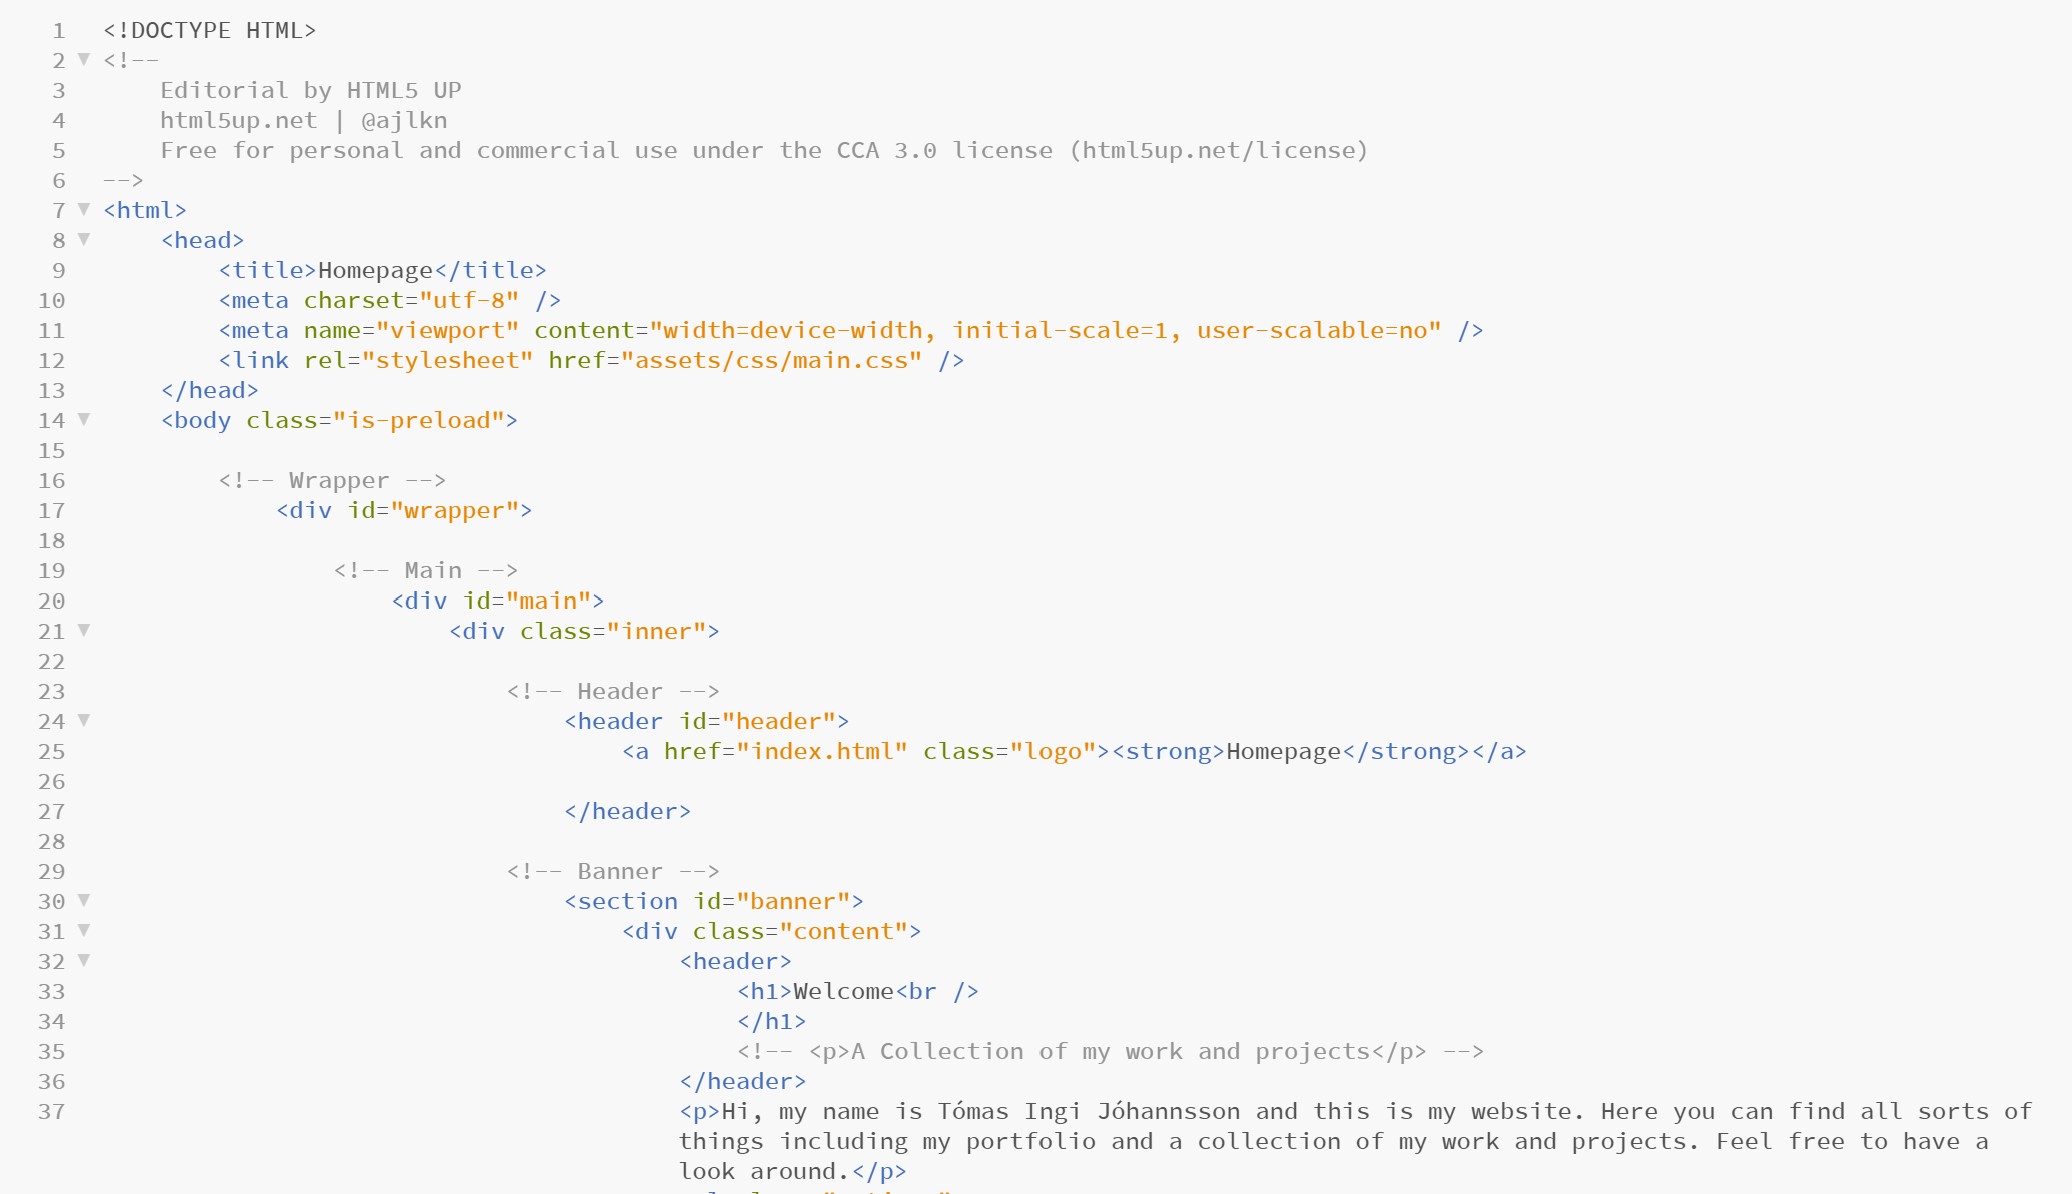 1 <!DOCTYPE HTML>
2 <!--
3 Editorial by HTML5 UP
4 html5up.net | @ajlkn
5 Free for personal and commercial use under the CCA 3.0 license (html5up.net/license)
6 -->
7 <html>
8 <head>
9 <title>Homepage</title>
10 <meta charset="utf-8" />
11 <meta name="viewport" content="width=device-width, initial-scale=1, user-scalable=no" />
12 <link rel="stylesheet" href="assets/css/main.css" />
13 </head>
14 <body class="is-preload">
15
16 <!-- Wrapper -->
17 <div id="wrapper">
18
19 <!-- Main -->
20 <div id="main">
21 <div class="inner">
22
23 <!-- Header -->
24 <header id="header">
25 <a href="index.html" class="logo"><strong>Homepage</strong></a>
26
27 </header>
28
29 <!-- Banner -->
30 <section id="banner">
31 <div class="content">
32 <header>
33 <h1>Welcome<br />
34 </h1>
35 <!-- <p>A Collection of my work and projects</p> -->
36 </header>
37 <p>Hi, my name is Tómas Ingi Jóhannsson and this is my website. Here you can find all sorts of
things including my portfolio and a collection of my work and projects. Feel free to have a
look around.</p>